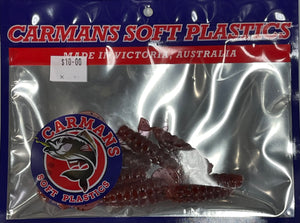 CARMANS SOFT PLASTICS
MADE IN VICTORIA, AUSTRALIA
$10-00
CARMANS
SOFT PLASTICS